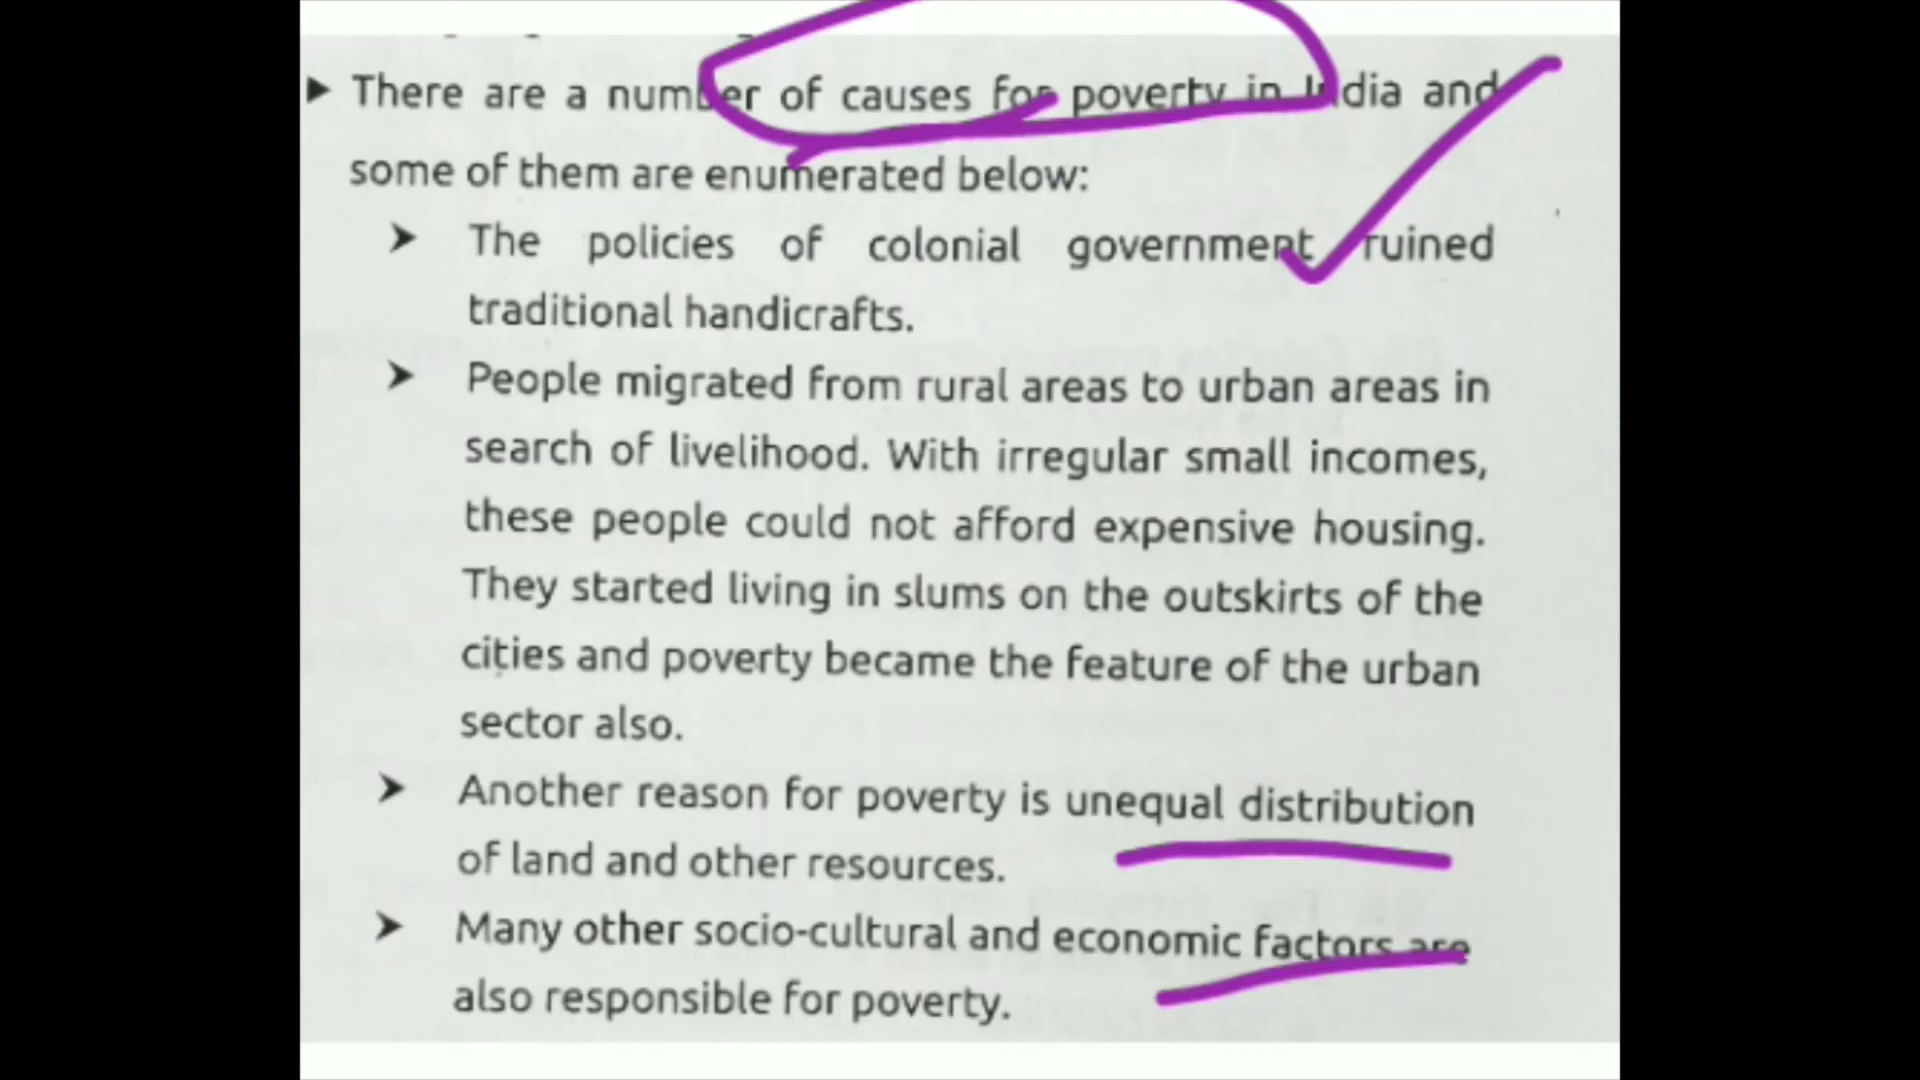 There are a number of causes for poverty in India and
some of them are enumerated below:
The policies of colonial government ruined
traditional handicrafts.
People migrated from rural areas to urban areas in
search of livelihood. With irregular small incomes,
these people could not afford expensive housing.
They started living in slums on the outskirts of the
cities and poverty became the feature of the urban
sector also.
Another reason for poverty is unequal distribution
of land and other resources.
Many other socio-cultural and economic factors are
also responsible for poverty.